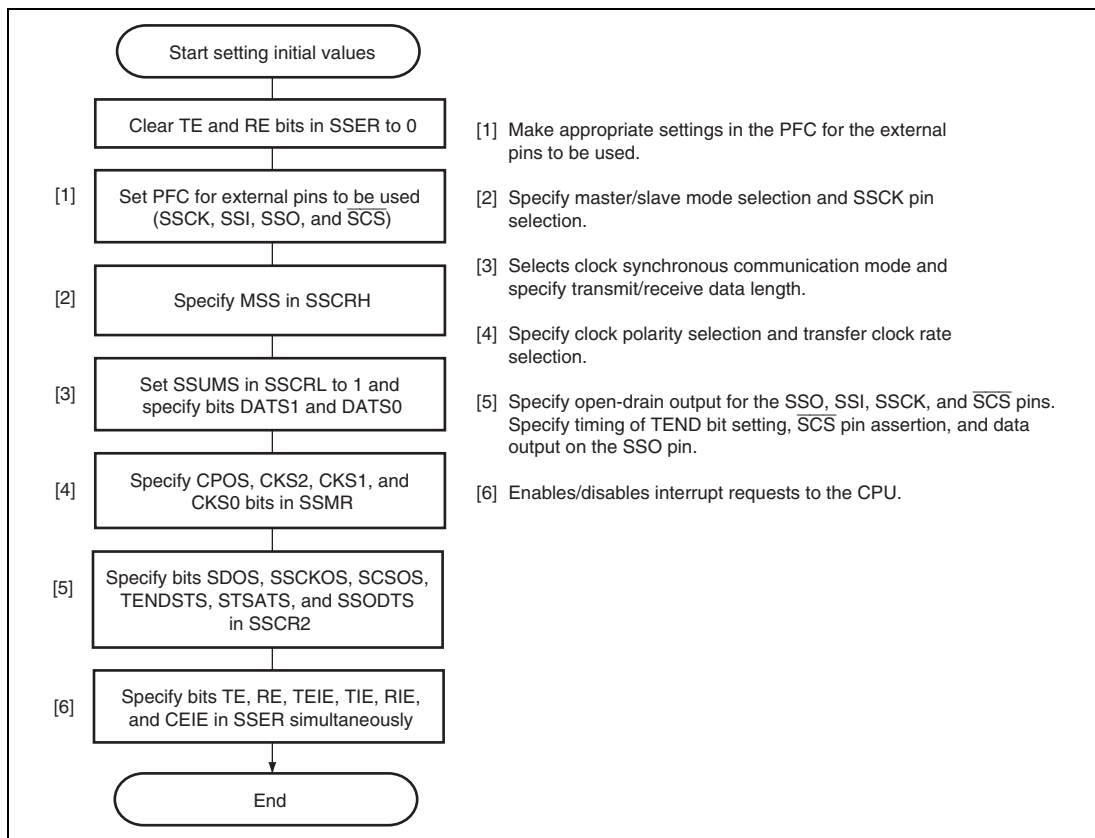 Start setting initial values
Clear TE and RE bits in SSER to 0
[1]
Set PFC for external pins to be used
(SSCK, SSI, SSO, and S̅C̅S̅)
[2]
Specify MSS in SSCRH
[3]
Set SSUMS in SSCRL to 1 and
specify bits DATS1 and DATS0
[4]
Specify CPOS, CKS2, CKS1, and
CKS0 bits in SSMR
[5]
Specify bits SDOS, SSCKOS, SCSOS,
TENDSTS, STSATS, and SSODTS
in SSCR2
[6]
Specify bits TE, RE, TEIE, TIE, RIE,
and CEIE in SSER simultaneously
End
[1] Make appropriate settings in the PFC for the external
pins to be used.
[2] Specify master/slave mode selection and SSCK pin
selection.
[3] Selects clock synchronous communication mode and
specify transmit/receive data length.
[4] Specify clock polarity selection and transfer clock rate
selection.
[5] Specify open-drain output for the SSO, SSI, SSCK, and S̅C̅S̅ pins.
Specify timing of TEND bit setting, S̅C̅S̅ pin assertion, and data
output on the SSO pin.
[6] Enables/disables interrupt requests to the CPU.